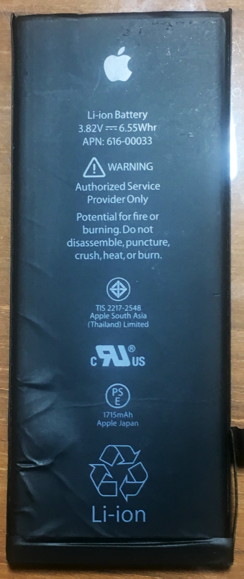 Li-ion Battery
3.82V ⎓ 6.55Whr
APN: 616-00033
WARNING
Authorized Service
Provider Only
Potential for fire or
burning. Do not
disassemble, puncture,
crush, heat, or burn.
TIS 2217-2548
Apple South Asia
(Thailand) Limited
c RU® US
PS
E
1715mAh
Apple Japan
Li-ion